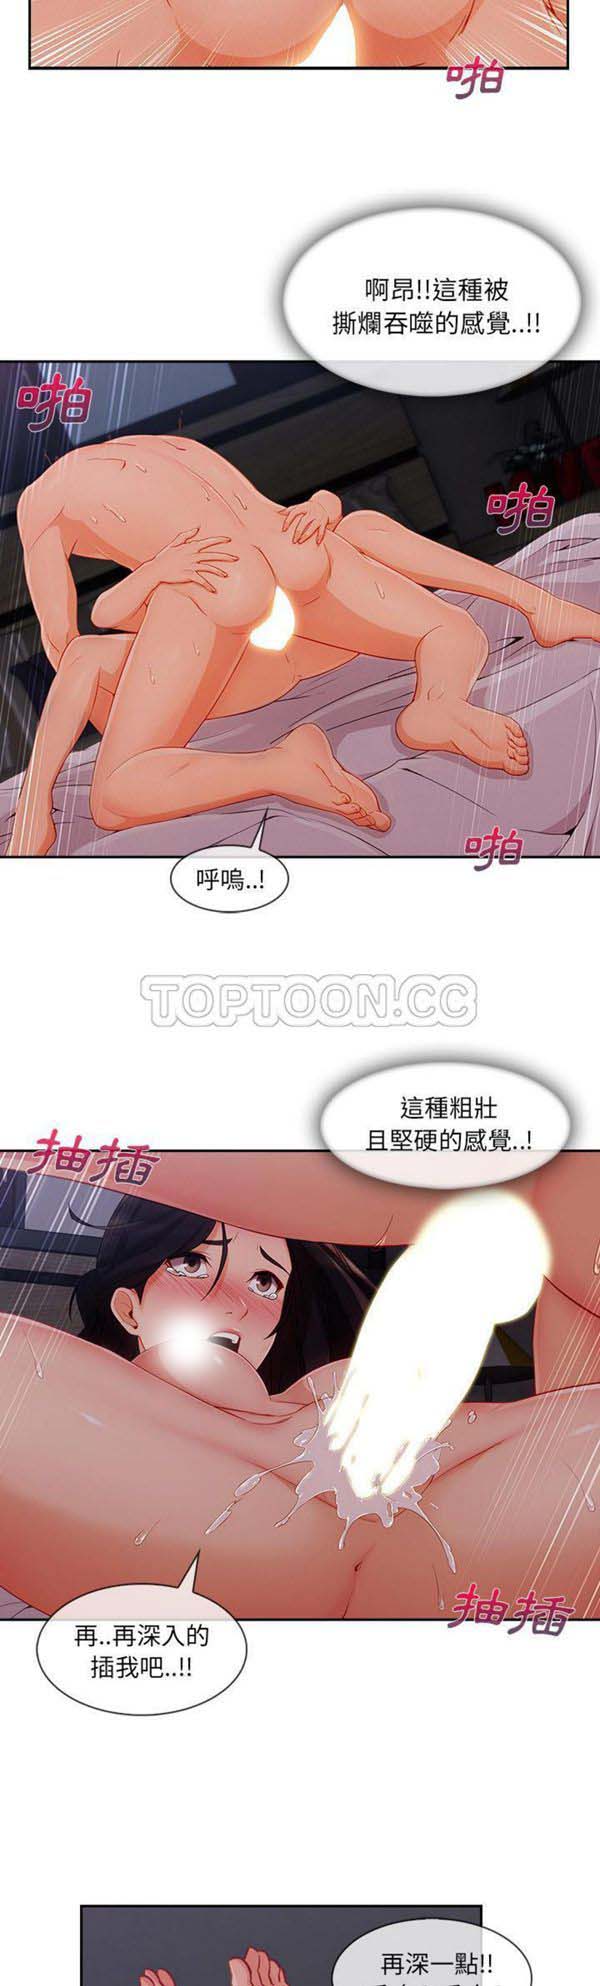 啪
啊昂!!這種被
撕爛吞噬的感覺..!!
啪
啪
啪
呼嗚..!
TOPTOON.CC
這種粗壯
且堅硬的感覺..!
抽插
抽插
再..再深入的
插我吧..!!
再深一點!!